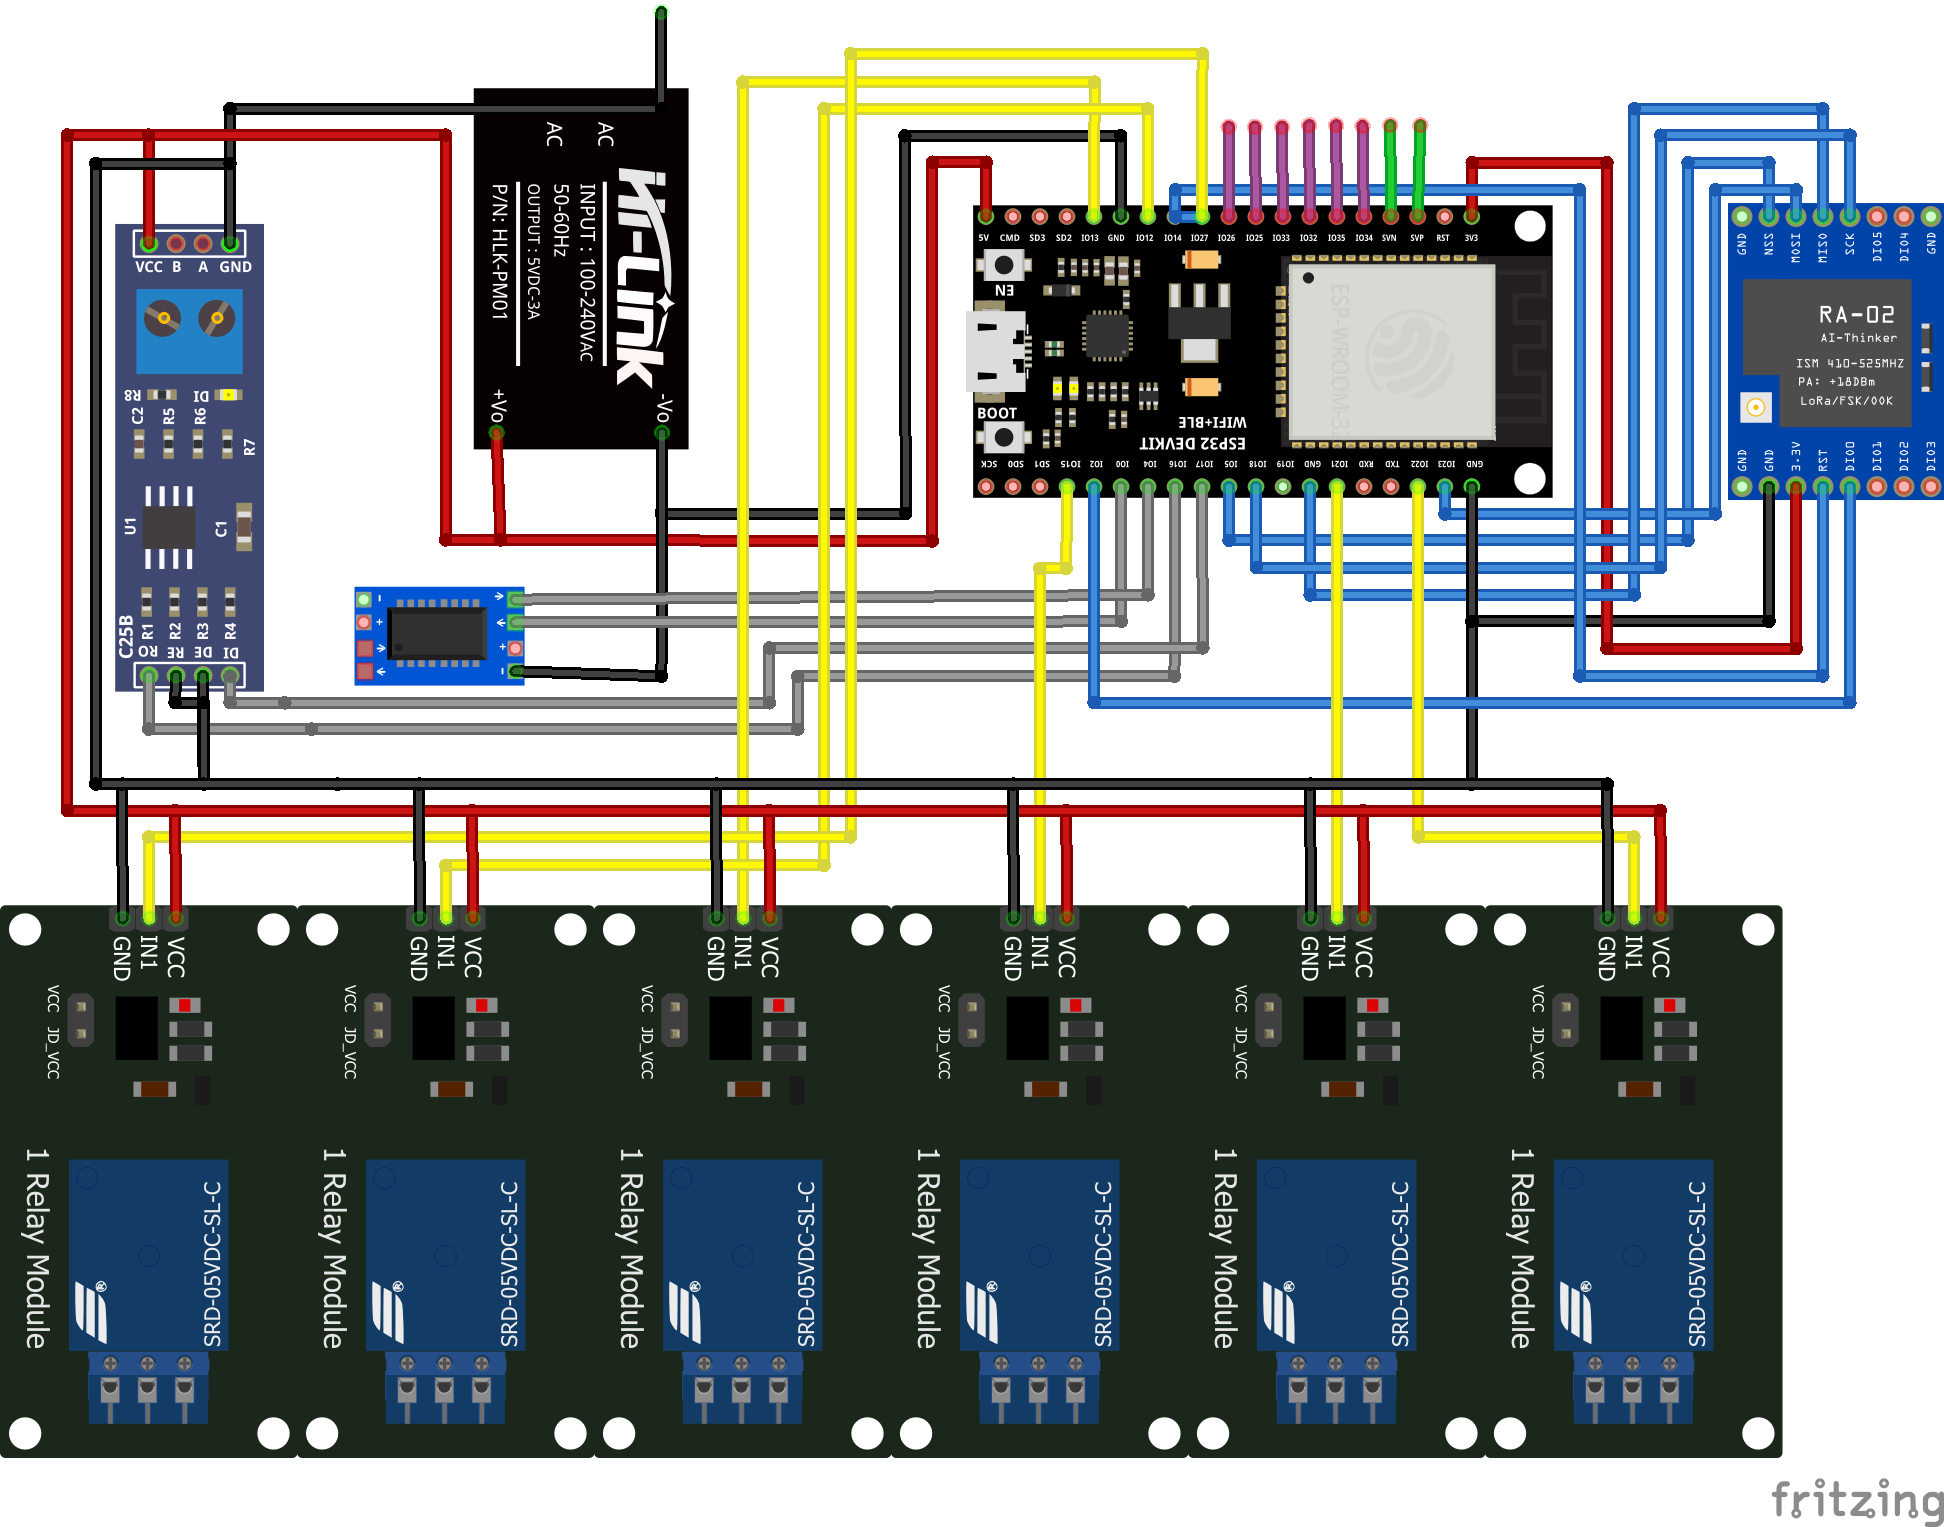 AC
AC
Hi-Link
INPUT : 100-240VAC
50-60Hz
OUTPUT : 5VDC-3A
P/N: HLK-PM01
+Vo
-Vo
VCC B A GND
R8
DI
C2
R5
R6
R7
U1
C1
C25B
R1
R2
R3
R4
RO
RE
DE
DI
-
+
+
-
5V CMD SD3 SD2 IO13 GND IO12 IO14 IO27 IO26 IO25 IO33 IO32 IO35 IO34 SVN SVP RST 3V3
EN
BOOT
WIFI+BLE
ESP32 DEVKIT
SCK SD0 SD1 IO15 IO2 IO0 IO4 IO16 IO17 IO5 IO18 IO19 GND IO21 RXD TXD IO22 IO23 GND
GND NSS MOSI MISO SCK DIO5 DIO4 GND
RA-02
AI-Thinker
ISM 410-525MHZ
PA: +18DBm
LoRa/FSK/OOK
GND GND 3.3V RST DIO0 DIO1 DIO2 DIO3
GND IN1 VCC
VCC JD_VCC
1 Relay Module
SRD-05VDC-SL-C
®
GND IN1 VCC
VCC JD_VCC
1 Relay Module
SRD-05VDC-SL-C
®
GND IN1 VCC
VCC JD_VCC
1 Relay Module
SRD-05VDC-SL-C
®
GND IN1 VCC
VCC JD_VCC
1 Relay Module
SRD-05VDC-SL-C
®
GND IN1 VCC
VCC JD_VCC
1 Relay Module
SRD-05VDC-SL-C
®
GND IN1 VCC
VCC JD_VCC
1 Relay Module
SRD-05VDC-SL-C
®
fritzing